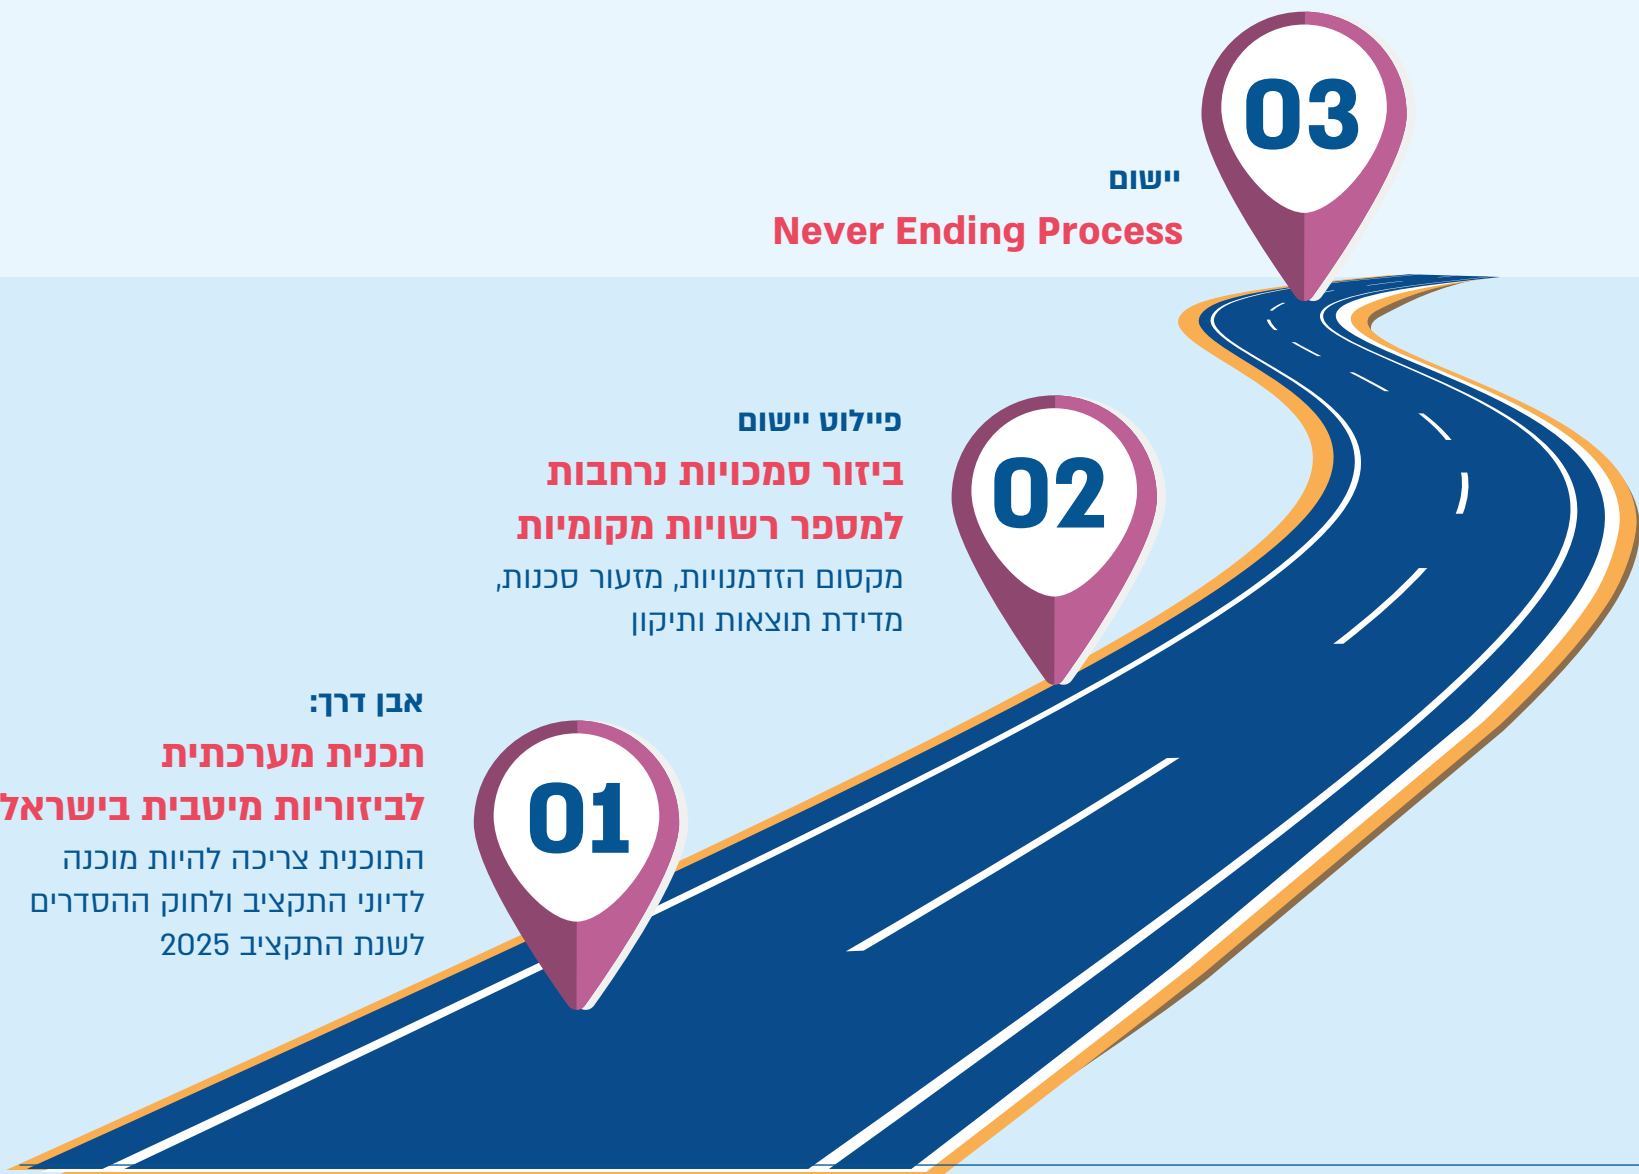 03
יישום
Never Ending Process
02
פיילוט יישום
ביזור סמכויות נרחבות
למספר רשויות מקומיות
מקסום הזדמנויות, מזעור סכנות,
מדידת תוצאות ותיקון
01
אבן דרך:
תכנית מערכתית
לביזוריות מיטבית בישראל
התוכנית צריכה להיות מוכנה
לדיוני התקציב ולחוק ההסדרים
לשנת התקציב 2025